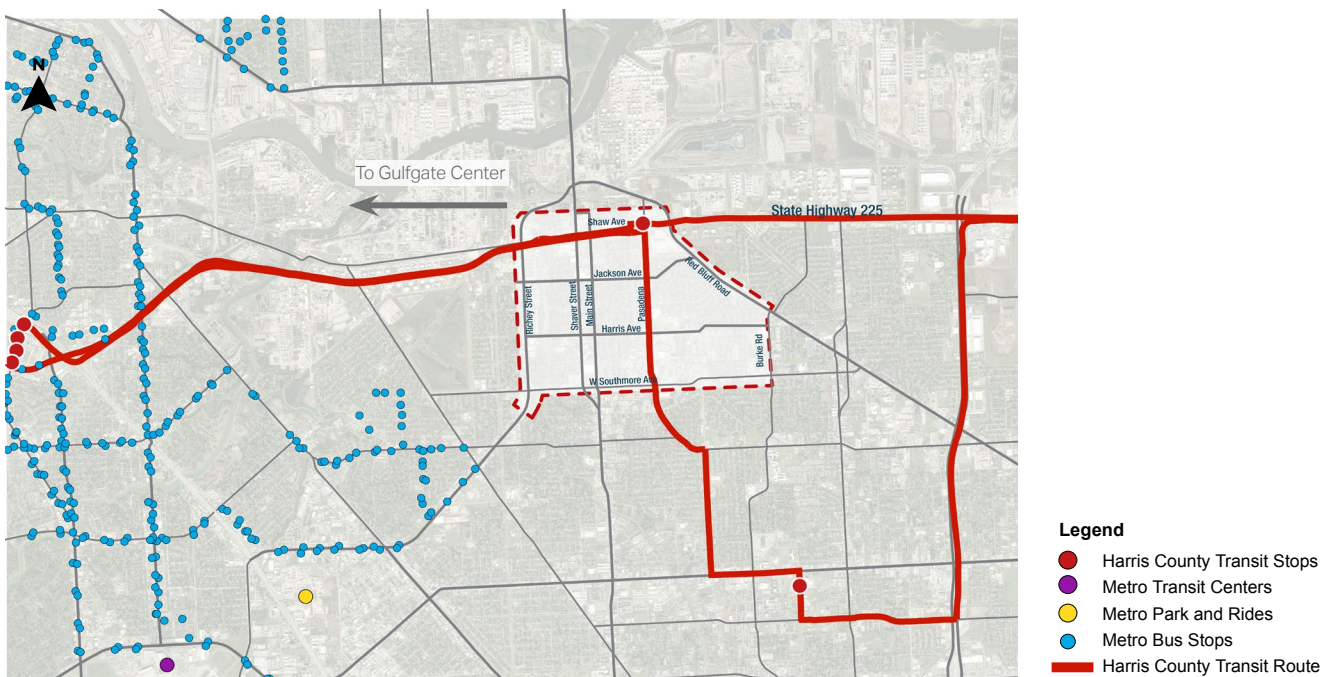 N
To Gulfgate Center
State Highway 225
Shaw Ave
Red Bluff Road
Jackson Ave
Richey Street
Shaver Street
Main Street
Pasadena
Harris Ave
Burke Rd
W Southmore Ave
Legend
Harris County Transit Stops
Metro Transit Centers
Metro Park and Rides
Metro Bus Stops
Harris County Transit Route